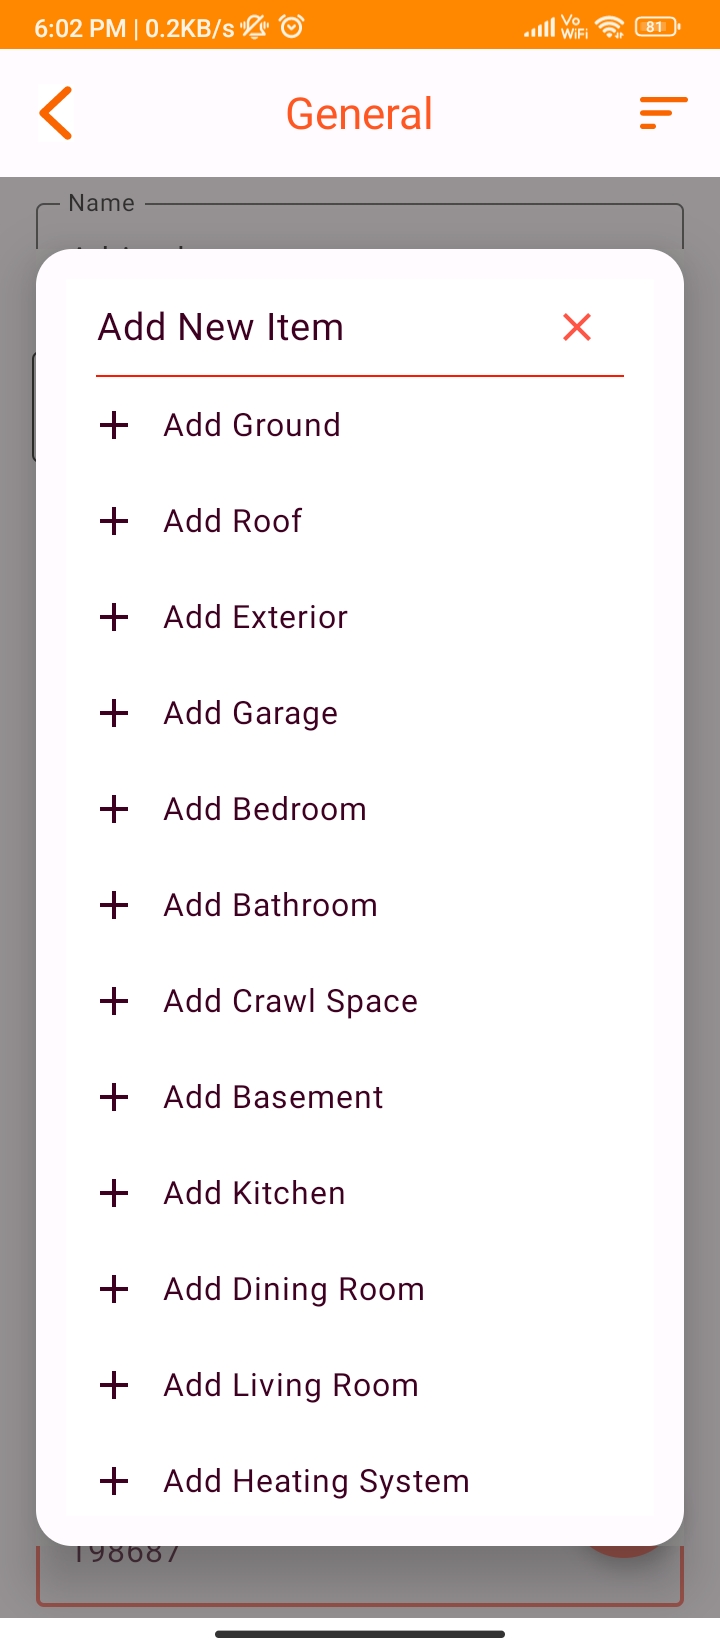 6:02 PM | 0.2KB/s
Vo
WiFi
81
General
Name
Add New Item
Add Ground
Add Roof
Add Exterior
Add Garage
Add Bedroom
Add Bathroom
Add Crawl Space
Add Basement
Add Kitchen
Add Dining Room
Add Living Room
Add Heating System
198687